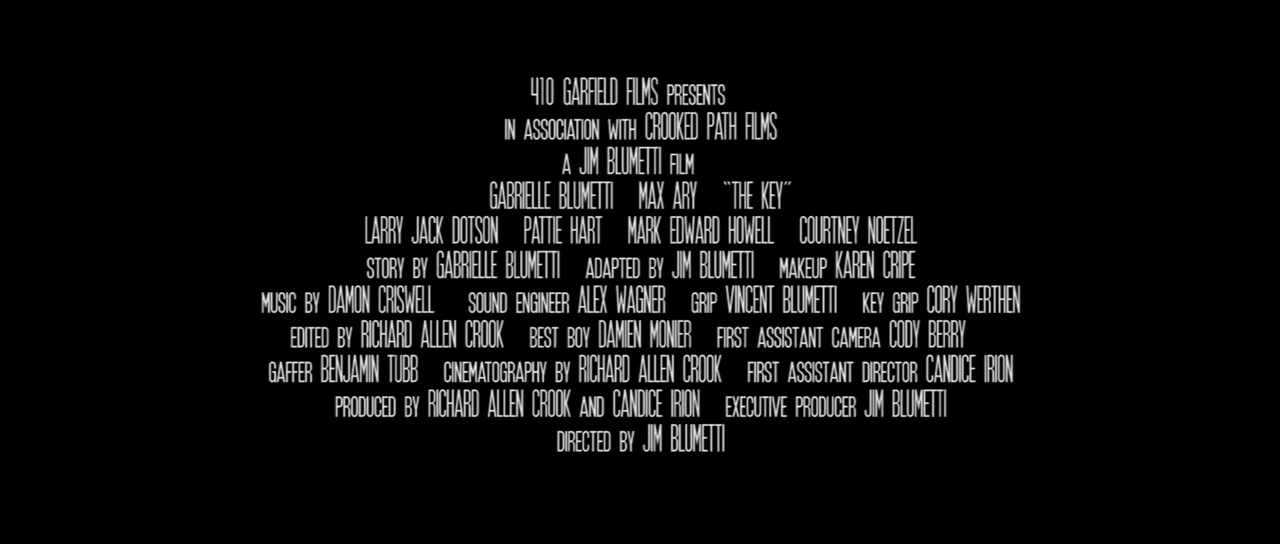 410 GARFIELD FILMS PRESENTS
IN ASSOCIATION WITH CROOKED PATH FILMS
A JIM BLUMETTI FILM
GABRIELLE BLUMETTI MAX ARY "THE KEY"
LARRY JACK DOTSON PATTIE HART MARK EDWARD HOWELL COURTNEY NOETZEL
STORY BY GABRIELLE BLUMETTI ADAPTED BY JIM BLUMETTI MAKEUP KAREN CRIPE
MUSIC BY DAMON CRISWELL SOUND ENGINEER ALEX WAGNER GRIP VINCENT BLUMETTI KEY GRIP CORY WERTHEN
EDITED BY RICHARD ALLEN CROOK BEST BOY DAMIEN MONIER FIRST ASSISTANT CAMERA CODY BERRY
GAFFER BENJAMIN TUBB CINEMATOGRAPHY BY RICHARD ALLEN CROOK FIRST ASSISTANT DIRECTOR CANDICE IRION
PRODUCED BY RICHARD ALLEN CROOK AND CANDICE IRION EXECUTIVE PRODUCER JIM BLUMETTI
DIRECTED BY JIM BLUMETTI